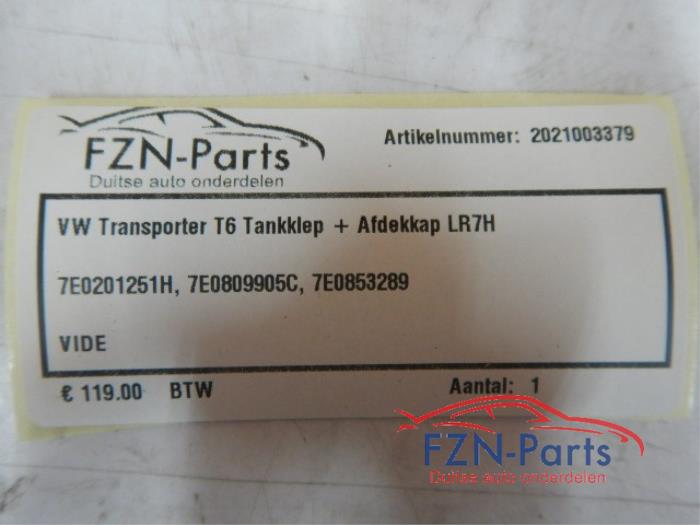 FZN-Parts
Duitse auto onderdelen
Artikelnummer: 2021003379
VW Transporter T6 Tankklep + Afdekkap LR7H
7E0201251H, 7E0809905C, 7E0853289
VIDE
€ 119.00 BTW
Aantal: 1
FZN-Parts
Duitse auto onderdelen